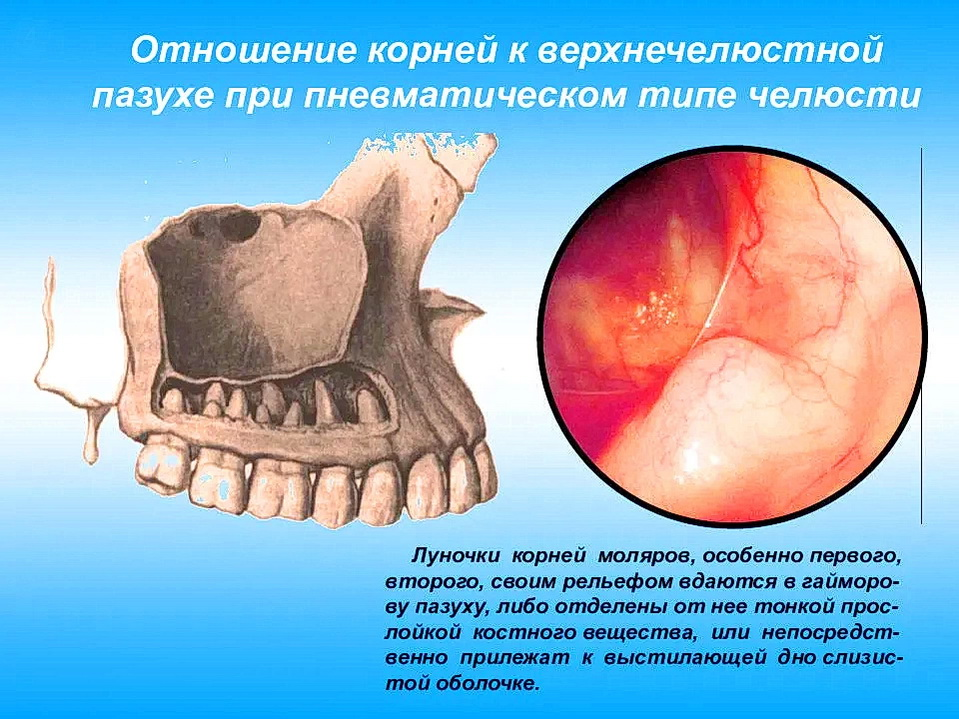 Отношение корней к верхнечелюстной
пазухе при пневматическом типе челюсти
Луночки корней моляров, особенно первого,
второго, своим рельефом вдаются в гайморо-
ву пазуху, либо отделены от нее тонкой прос-
лойкой костного вещества, или непосредст-
венно прилежат к выстилающей дно слизис-
той оболочке.